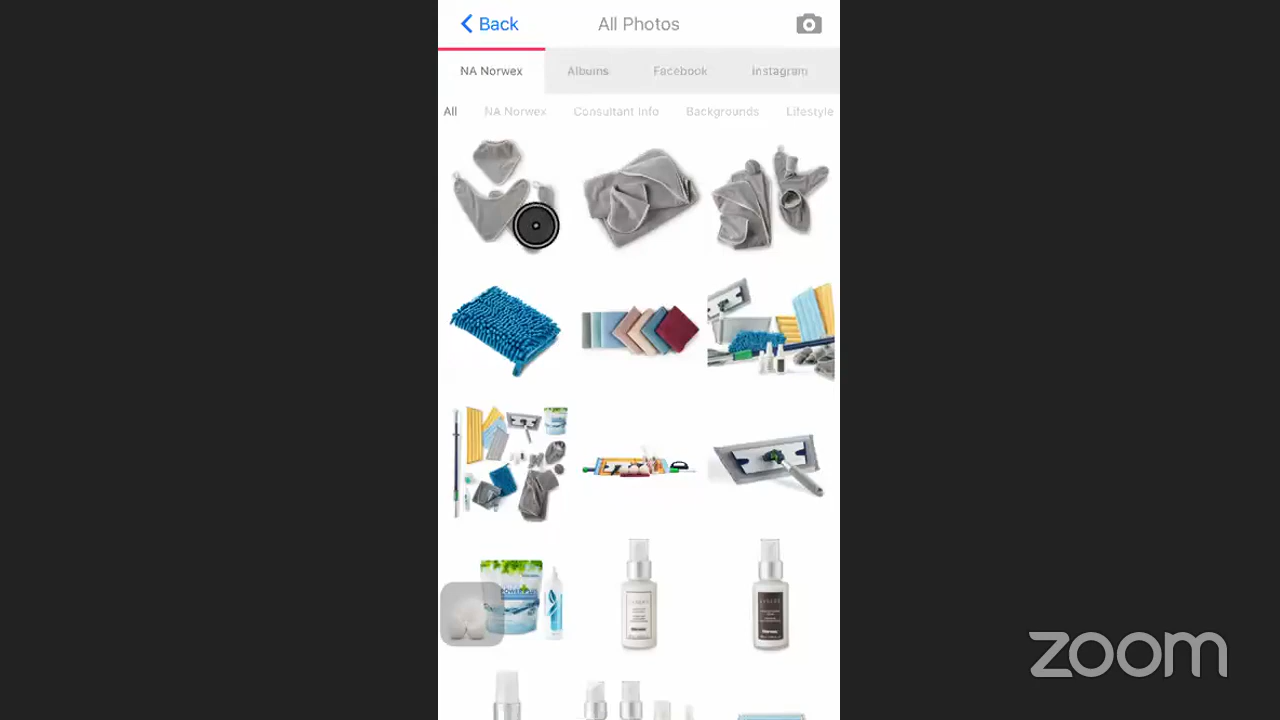 Back
All Photos
NA Norwex
Albums
Facebook
Instagram
All
NA Norwex
Consultant Info
Backgrounds
Lifestyle
zoom